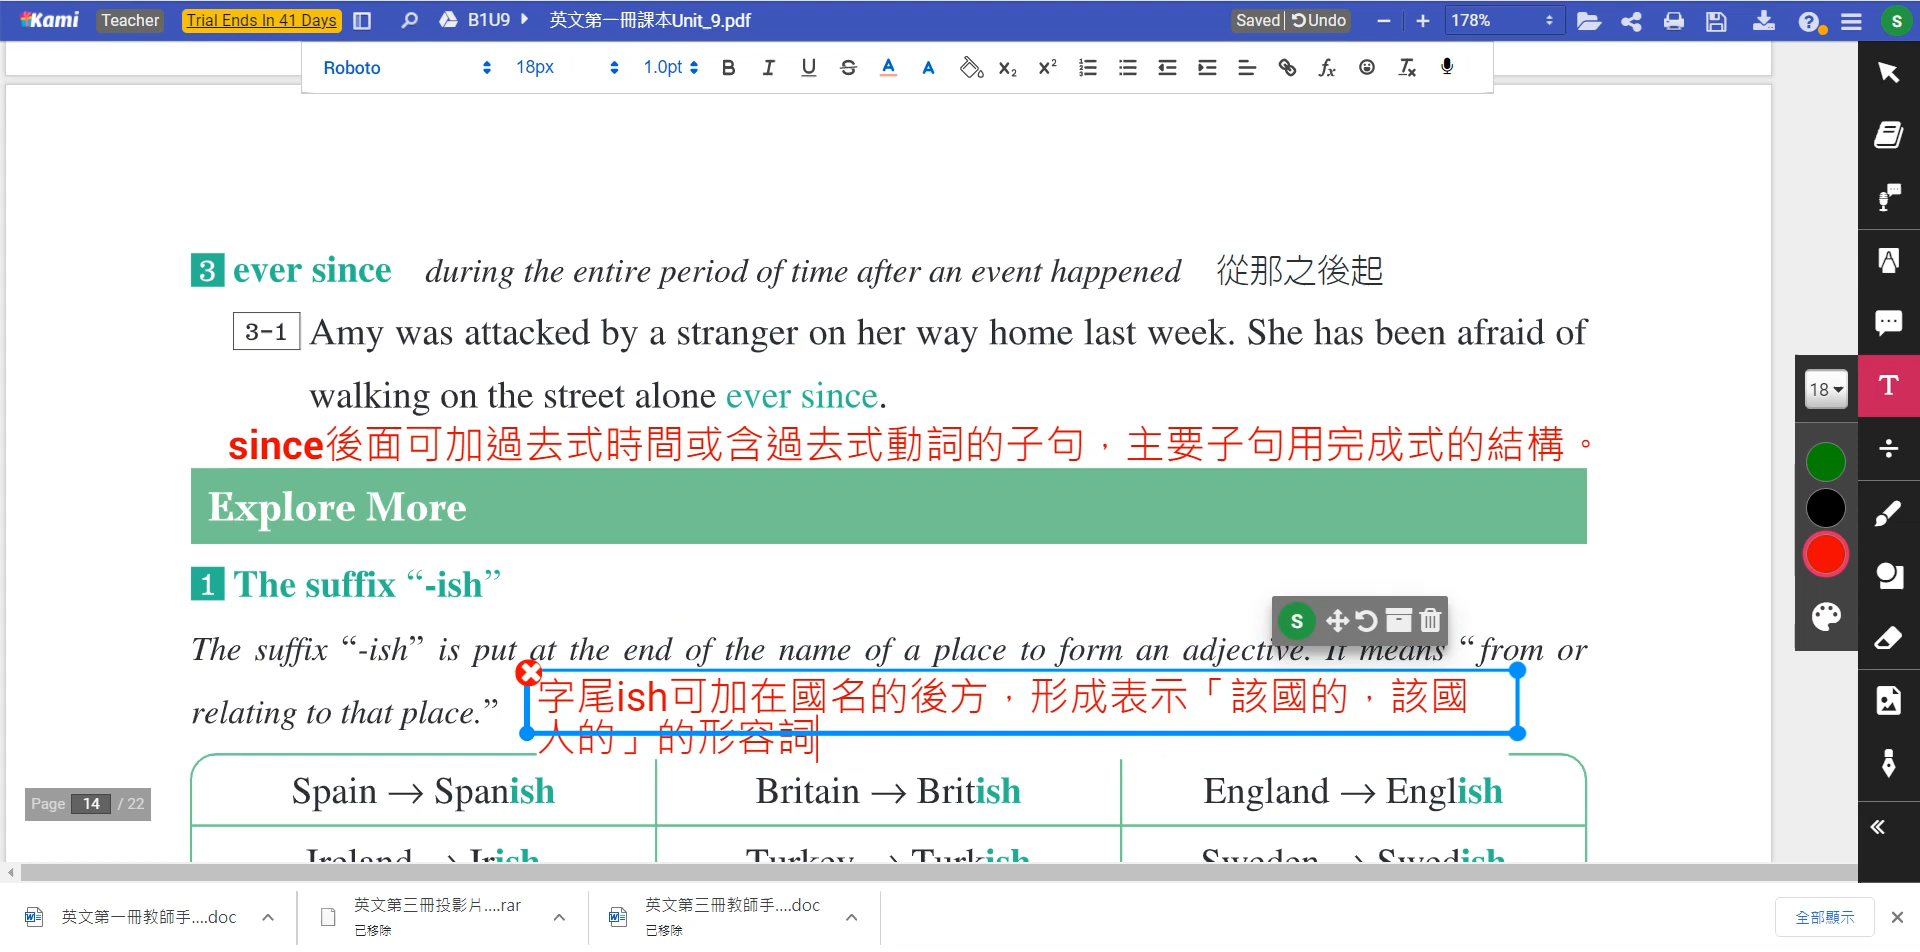 Kami Teacher Trial Ends In 41 Days B1U9 英文第一冊課本Unit_9.pdf Saved Undo 178% S
Roboto 18px 1.0pt B I U S A A x₂ x² fx Tx
3 ever since during the entire period of time after an event happened 從那之後起
3-1 Amy was attacked by a stranger on her way home last week. She has been afraid of
walking on the street alone ever since.
since後面可加過去式時間或含過去式動詞的子句，主要子句用完成式的結構。
Explore More
1 The suffix “-ish”
S
The suffix “-ish” is put at the end of the name of a place to form an adjective. It means “from or
relating to that place.”
字尾ish可加在國名的後方，形成表示「該國的，該國
人的」的形容詞
Spain → Spanish Britain → British England → English
Ireland → Irish Turkey → Turkish Sweden → Swedish
Page 14 / 22
18
T
英文第一冊教師手....doc
英文第三冊投影片....rar
已移除
英文第三冊教師手....doc
已移除
全部顯示